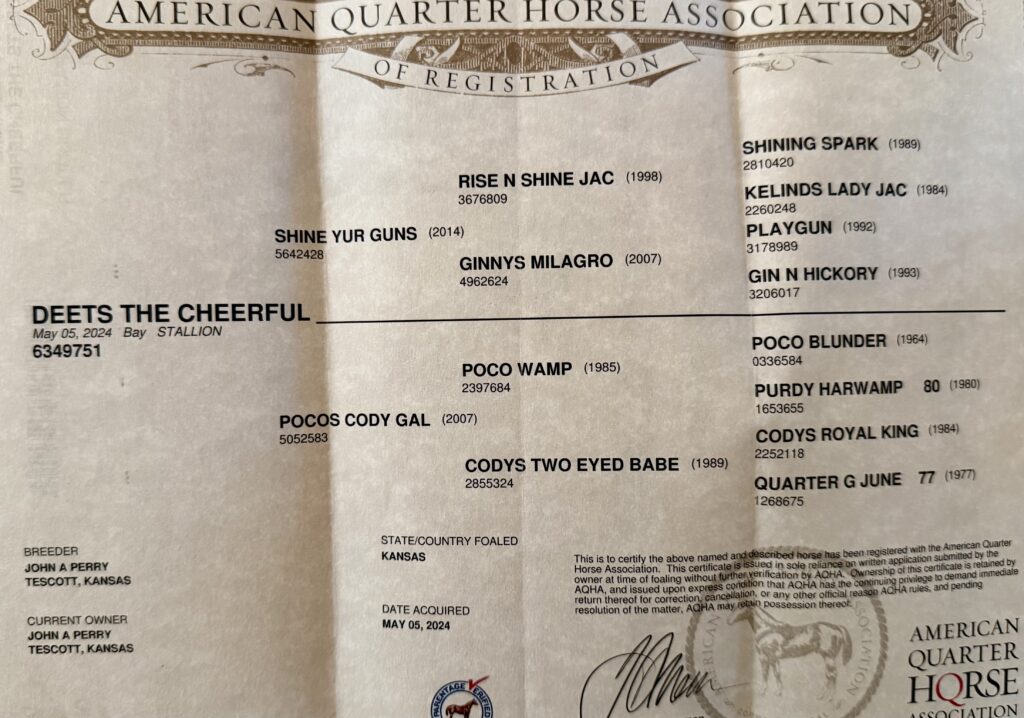 AMERICAN QUARTER HORSE ASSOCIATION
OF REGISTRATION
SHINING SPARK (1989)
2810420
RISE N SHINE JAC (1998)
3676809
KELINDS LADY JAC (1984)
2260248
SHINE YUR GUNS (2014)
5642428
PLAYGUN (1992)
3178989
GINNYS MILAGRO (2007)
4962624
GIN N HICKORY (1993)
3206017
DEETS THE CHEERFUL
May 05, 2024 Bay STALLION
6349751
POCO BLUNDER (1964)
0336584
POCO WAMP (1985)
2397684
PURDY HARWAMP 80 (1980)
1653655
POCOS CODY GAL (2007)
5052583
CODYS ROYAL KING (1984)
2252118
CODYS TWO EYED BABE (1989)
2855324
QUARTER G JUNE 77 (1977)
1268675
BREEDER
JOHN A PERRY
TESCOTT, KANSAS
STATE/COUNTRY FOALED
KANSAS
CURRENT OWNER
JOHN A PERRY
TESCOTT, KANSAS
DATE ACQUIRED
MAY 05, 2024
This is to certify the above named and described horse has been registered with the American Quarter
Horse Association. This certificate is issued in sole reliance on written application submitted by the
owner at time of foaling without further verification by AQHA. Ownership of this certificate is retained by
AQHA, and issued upon express condition that AQHA has the continuing privilege to demand immediate
return thereof for correction, cancellation, or any other official reason AQHA rules, and pending
resolution of the matter, AQHA may retain possession thereof.
PARENTAGE VERIFIED
AMERICAN
QUARTER
HORSE
ASSOCIATION